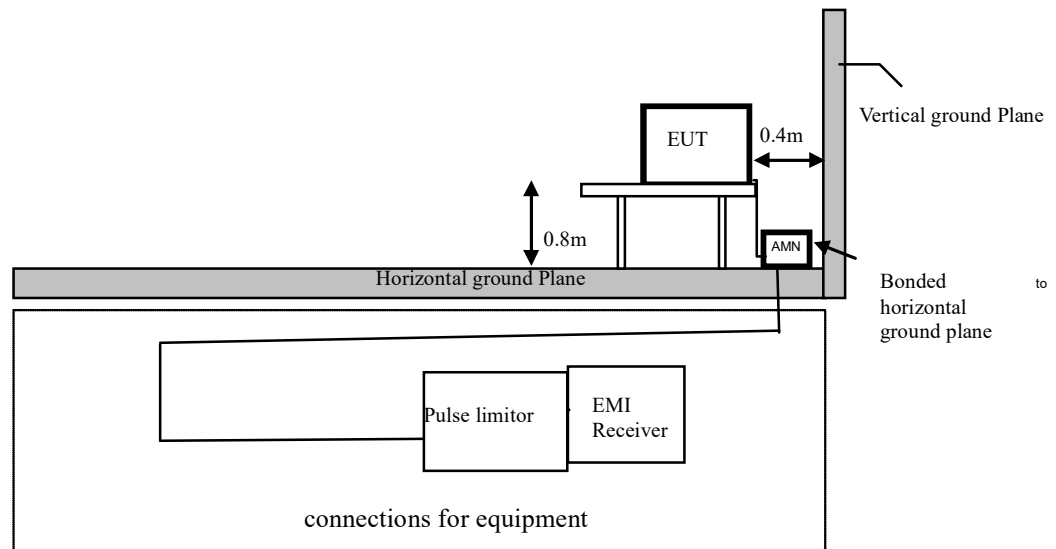 Vertical ground Plane
EUT
0.4m
0.8m
AMN
Horizontal ground Plane
Bonded to
horizontal
ground plane
Pulse limitor
EMI
Receiver
connections for equipment